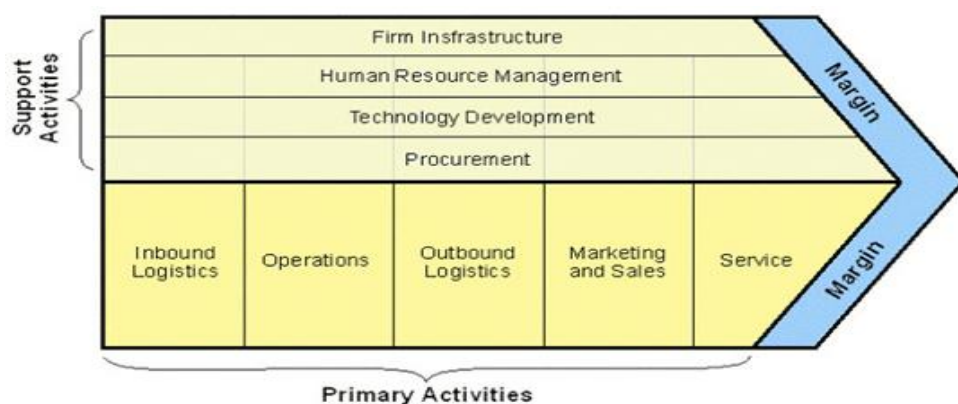 Support
Activities
Firm Insfrastructure
Human Resource Management
Technology Development
Procurement
Margin
Inbound
Logistics
Operations
Outbound
Logistics
Marketing
and Sales
Service
Margin
Primary Activities